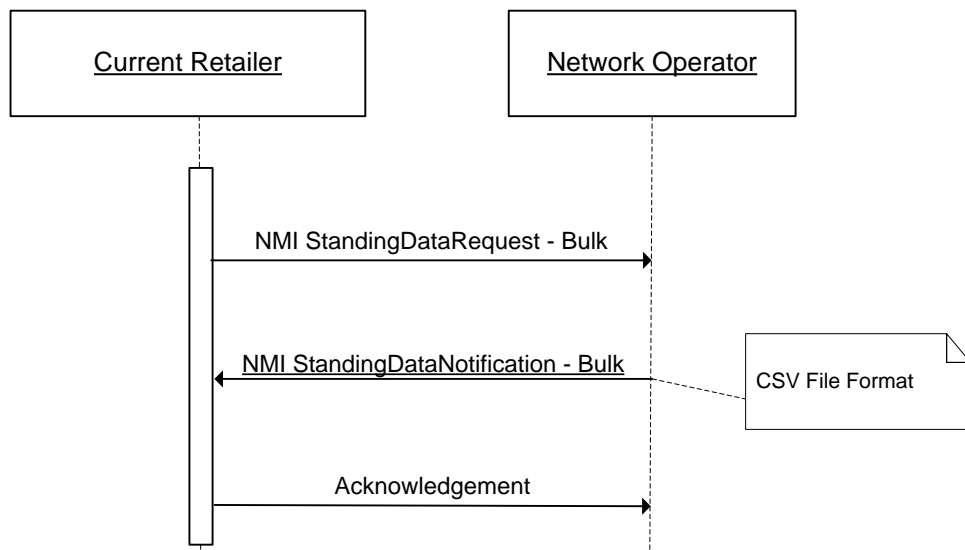 Current Retailer
Network Operator
NMI StandingDataRequest - Bulk
NMI StandingDataNotification - Bulk
CSV File Format
Acknowledgement